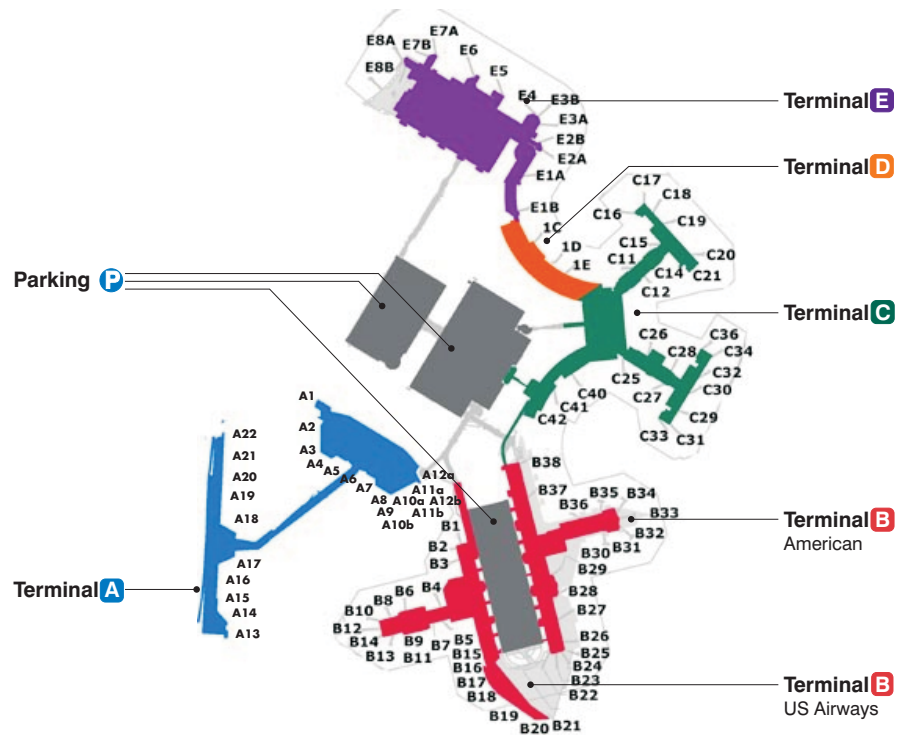 E7A
E8A
E7B
E6
E8B
E5
E4
E3B
Terminal E
E3A
E2B
E2A
Terminal D
E1A
C17
C18
E1B
C16
C19
1C
C15
1D
C20
C11
1E
C14
C21
Parking P
C12
Terminal C
C26
C36
C28
C34
C25
C32
C27
C30
C40
A1
C41
C29
C42
C33
C31
A2
A22
A3
A21
A4
A5
A12a
B38
A20
A6
A11a
A7
B37
B35
B34
A19
A8
A10a
A12b
B36
A9
A11b
B33
A18
A10b
B1
B32
Terminal B
American
B31
B2
B30
A17
B3
B29
A16
B4
B28
Terminal A
A15
B6
B8
A14
B10
B27
A13
B12
B5
B26
B14
B9
B7
B13
B11
B15
B25
B16
B24
B17
B23
Terminal B
US Airways
B18
B22
B19
B20
B21